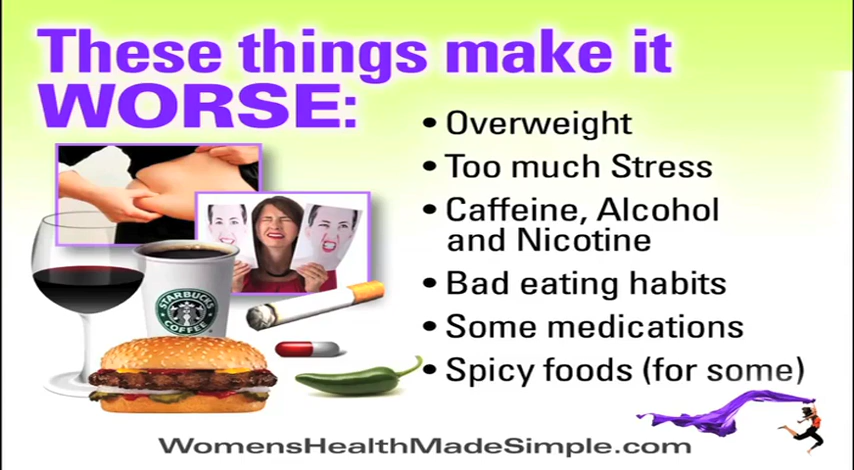 These things make it
WORSE:
• Overweight
• Too much Stress
• Caffeine, Alcohol
and Nicotine
• Bad eating habits
• Some medications
• Spicy foods (for some)
STARBUCKS
COFFEE
WomensHealthMadeSimple.com